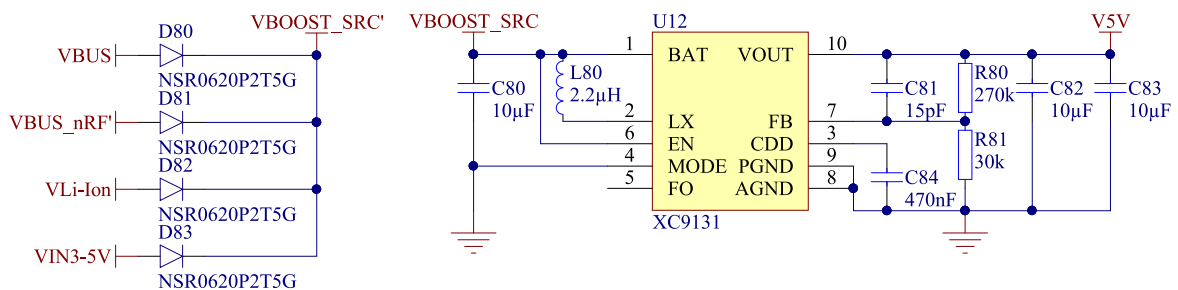 D80
VBOOST_SRC'
VBUS
NSR0620P2T5G
D81
VBUS_nRF'
NSR0620P2T5G
D82
VLi-Ion
NSR0620P2T5G
D83
VIN3-5V
NSR0620P2T5G
VBOOST_SRC
C80
10µF
L80
2.2µH
U12
1 BAT VOUT 10
2 LX FB 7
6 EN CDD 3
4 MODE PGND 9
5 FO AGND 8
XC9131
V5V
C81
15pF
R80
270k
C82
10µF
C83
10µF
R81
30k
C84
470nF